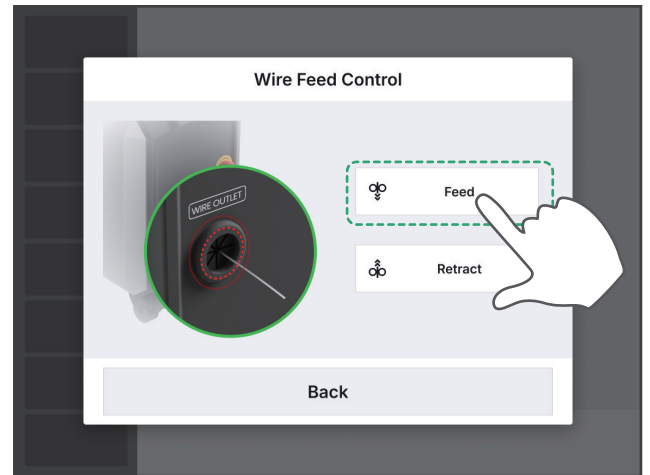 Wire Feed Control
WIRE OUTLET
Feed
Retract
Back